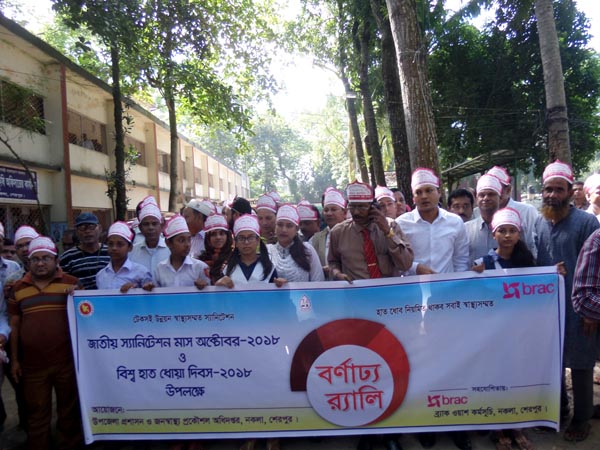 টেকসই উন্নয়ন স্বাস্থ্যসম্মত স্যানিটেশন
হাত ধোব নিয়মিত থাকব সবাই স্বাস্থ্যসম্মত
brac
জাতীয় স্যানিটেশন মাস অক্টোবর-২০১৮
ও
বিশ্ব হাত ধোয়া দিবস-২০১৮
উপলক্ষে
বর্ণাঢ্য
র‍্যালি
আয়োজনে:
উপজেলা প্রশাসন ও জনস্বাস্থ্য প্রকৌশল অধিদপ্তর, নকলা, শেরপুর ।
সহযোগিতায়:
brac
ব্র্যাক ওয়াশ কর্মসূচি, নকলা, শেরপুর ।